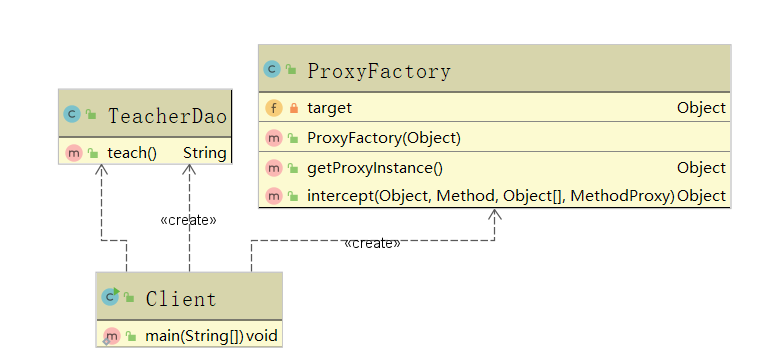 ProxyFactory
target Object
ProxyFactory(Object)
getProxyInstance() Object
intercept(Object, Method, Object[], MethodProxy) Object
TeacherDao
teach() String
«create»
«create»
Client
main(String[]) void